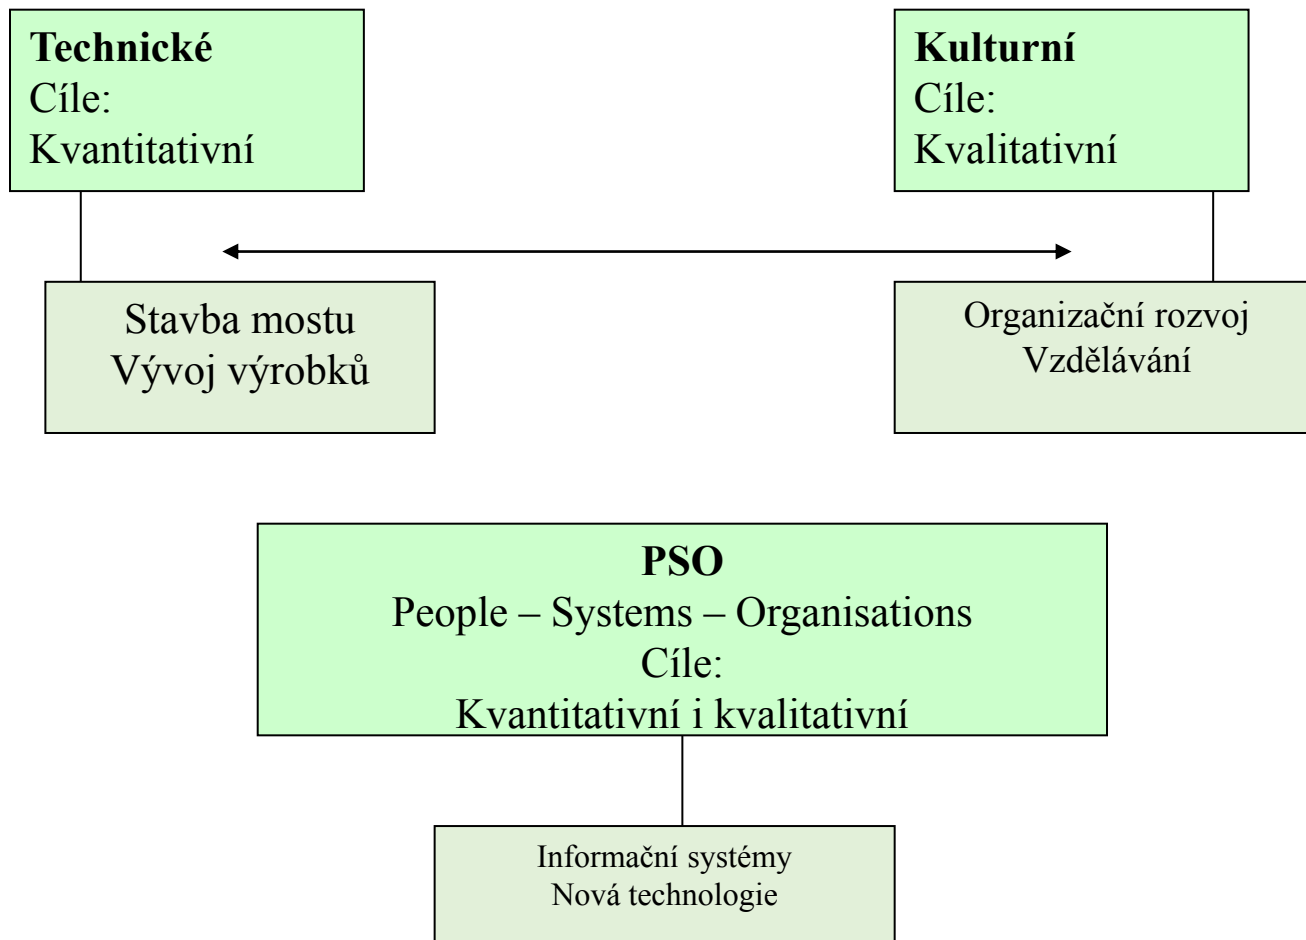 Technické
Cíle:
Kvantitativní
Kulturní
Cíle:
Kvalitativní
Stavba mostu
Vývoj výrobků
Organizační rozvoj
Vzdělávání
PSO
People – Systems – Organisations
Cíle:
Kvantitativní i kvalitativní
Informační systémy
Nová technologie